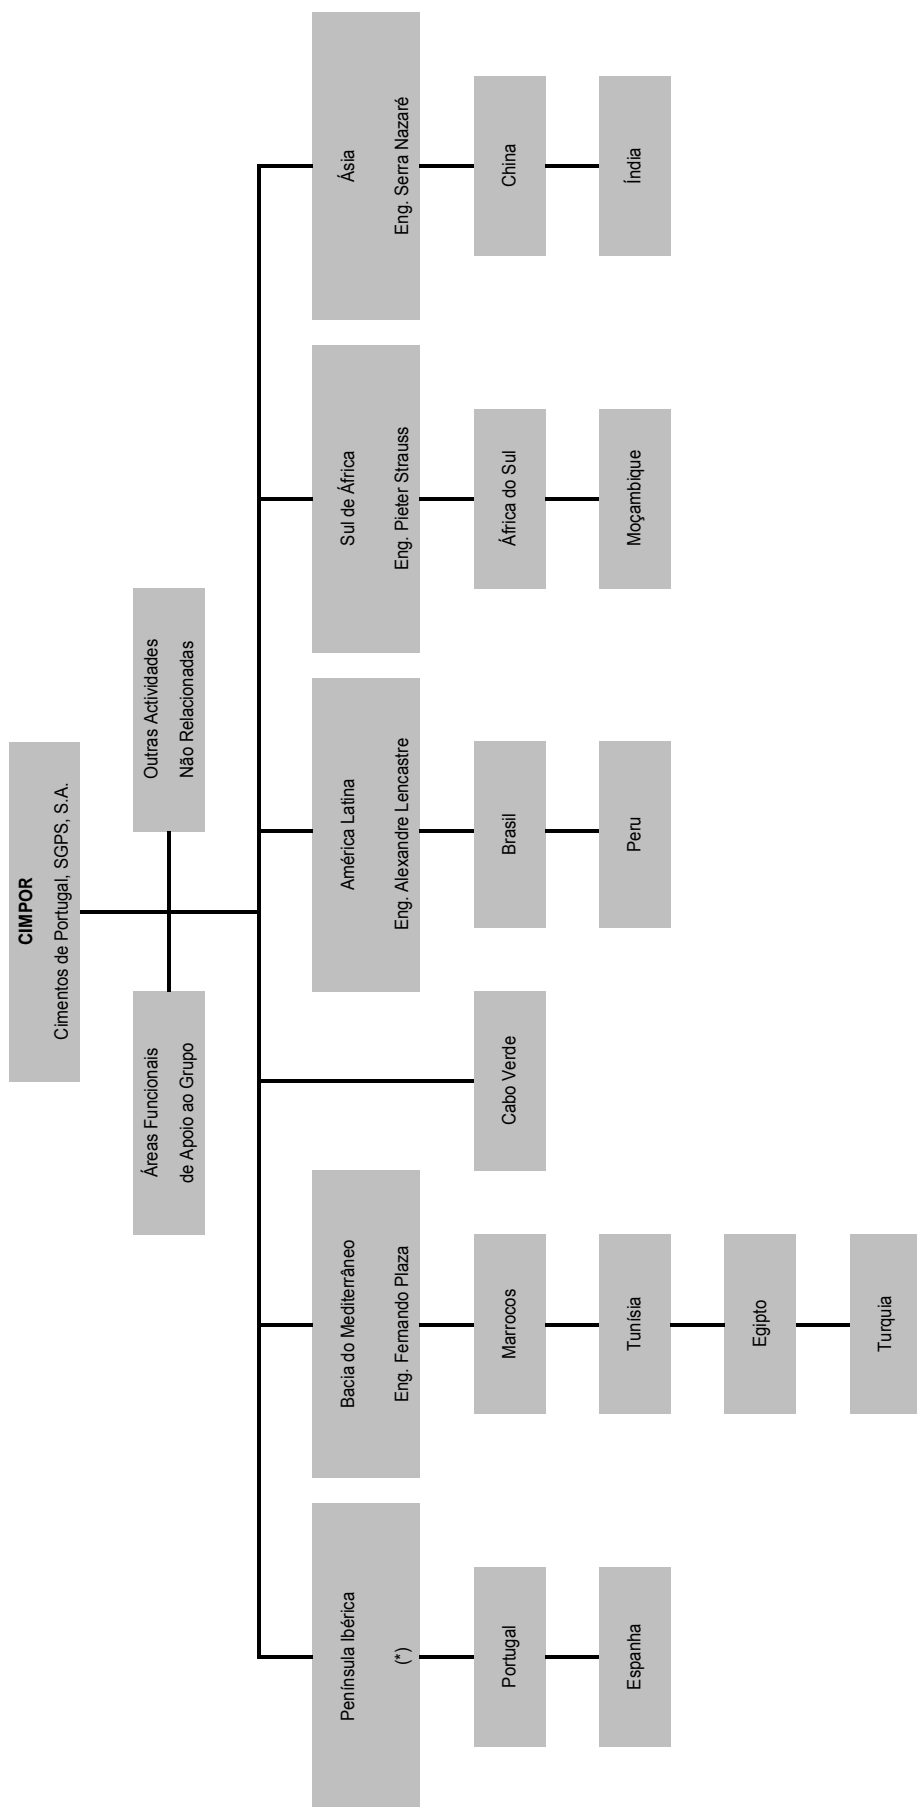 CIMPOR
Cimentos de Portugal, SGPS, S.A.
Áreas Funcionais
de Apoio ao Grupo
Outras Actividades
Não Relacionadas
Península Ibérica
(*)
Portugal
Espanha
Bacia do Mediterrâneo
Eng. Fernando Plaza
Marrocos
Tunísia
Egipto
Turquia
Cabo Verde
América Latina
Eng. Alexandre Lencastre
Brasil
Peru
Sul de África
Eng. Pieter Strauss
África do Sul
Moçambique
Ásia
Eng. Serra Nazaré
China
Índia